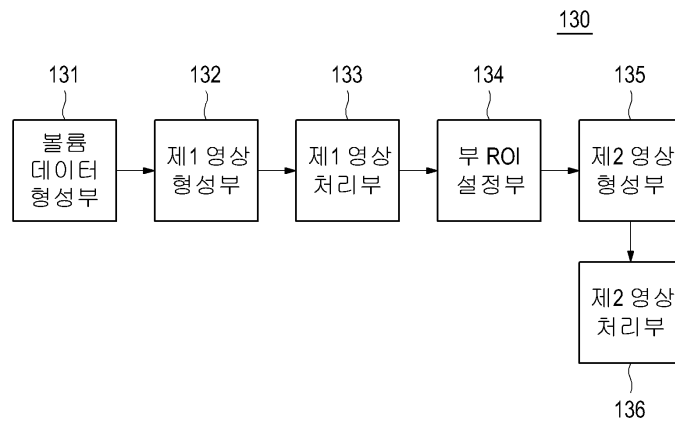 130
131
132
133
134
135
볼륨
데이터
형성부
제1 영상
형성부
제1 영상
처리부
부 ROI
설정부
제2 영상
형성부
제2 영상
처리부
136